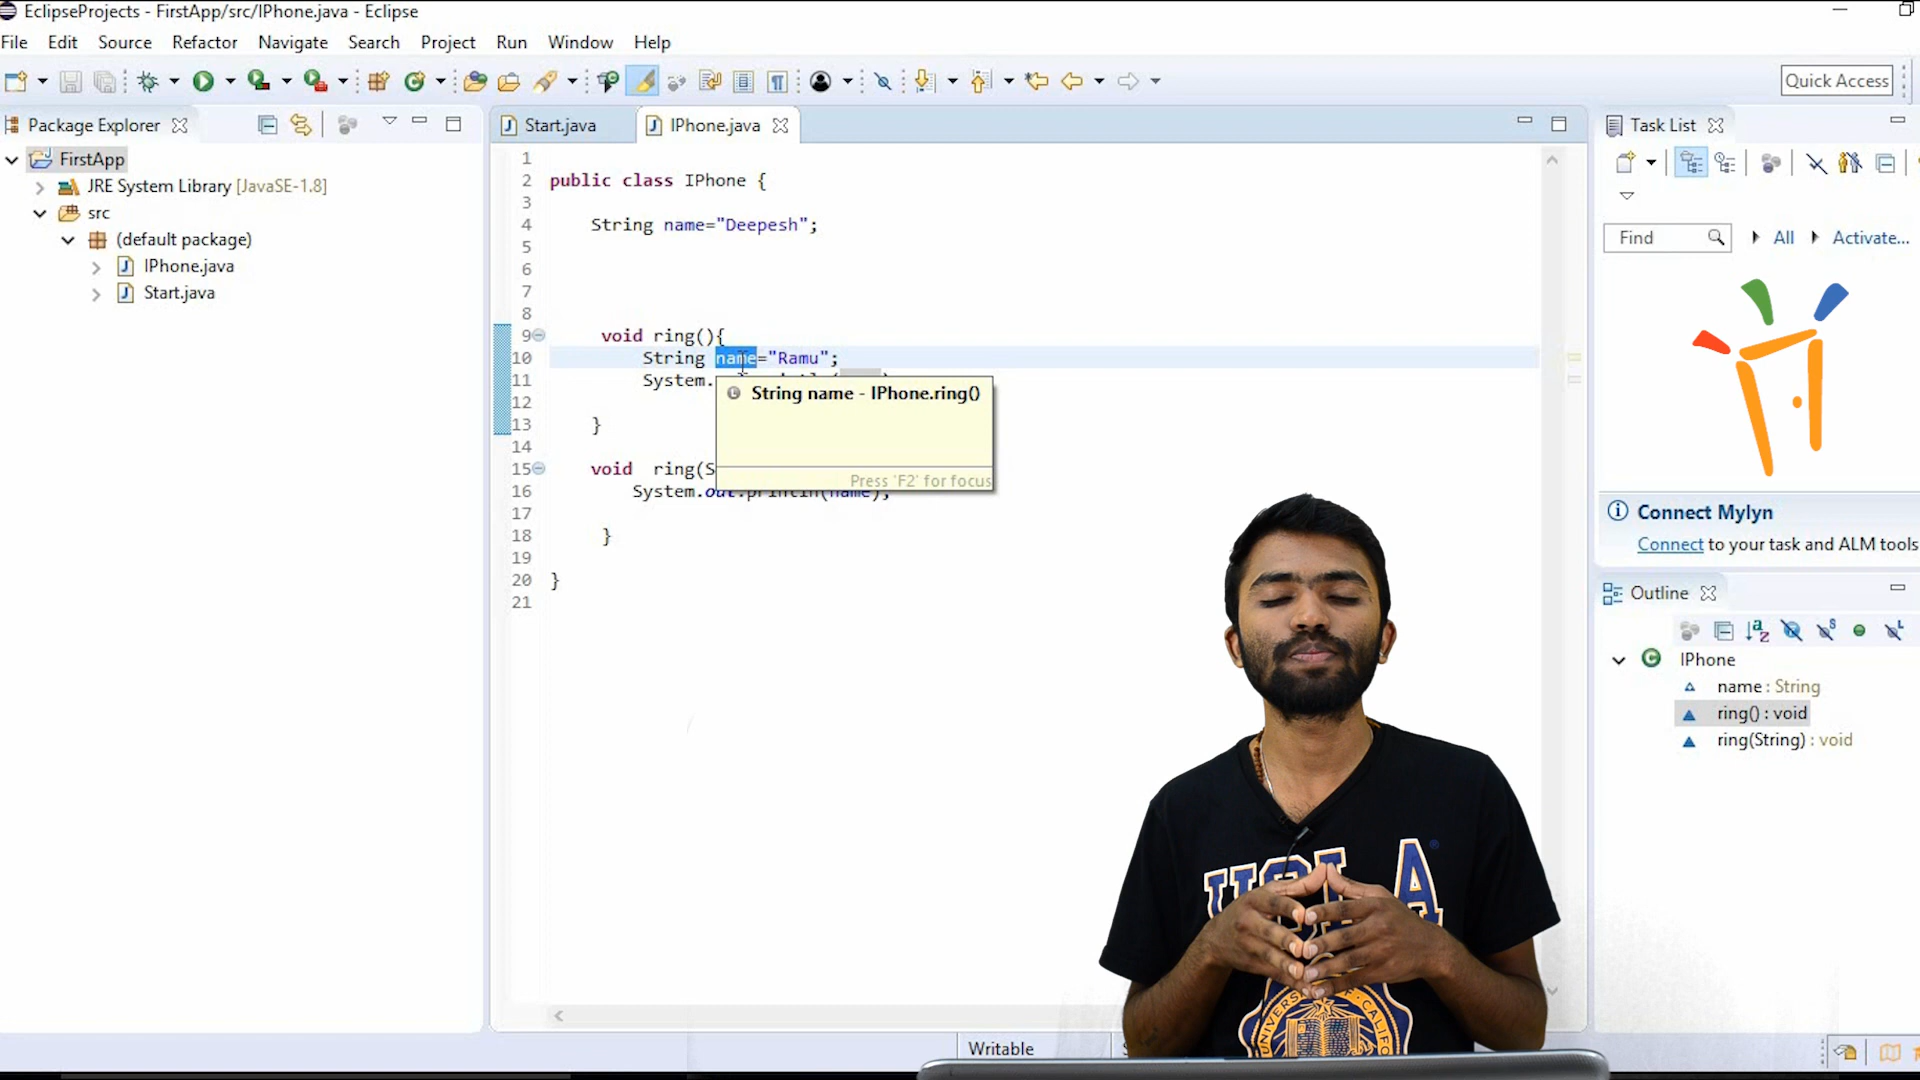 EclipseProjects - FirstApp/src/IPhone.java - Eclipse
File Edit Source Refactor Navigate Search Project Run Window Help
Quick Access
Package Explorer
FirstApp
JRE System Library [JavaSE-1.8]
src
(default package)
IPhone.java
Start.java
Start.java
IPhone.java
1
2 public class IPhone {
3
4 String name="Deepesh";
5
6
7
8
9 void ring(){
10 String name="Ramu";
11 System.
12
13 }
14
15 void ring(S
16 System.out.println(name);
17
18 }
19
20 }
21
String name - IPhone.ring()
Press 'F2' for focus
Writable
Task List
Find
All
Activate...
Connect Mylyn
Connect to your task and ALM tools
Outline
IPhone
name : String
ring() : void
ring(String) : void
UCLA